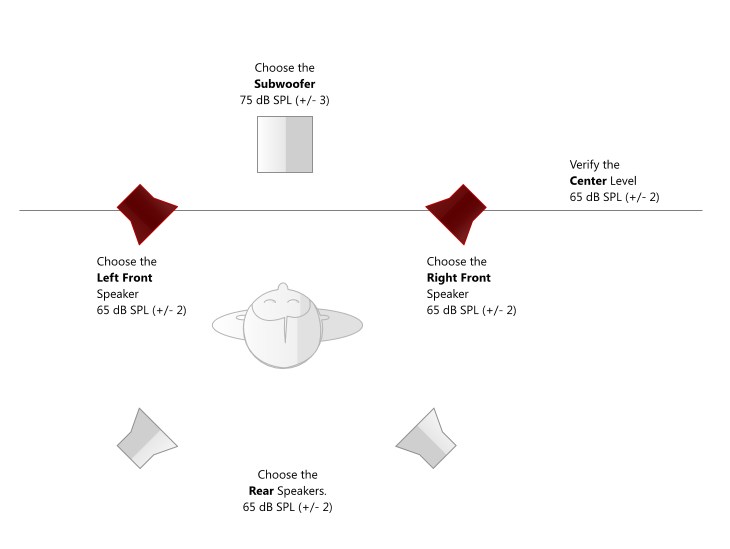 Choose the
Subwoofer
75 dB SPL (+/- 3)
Verify the
Center Level
65 dB SPL (+/- 2)
Choose the
Left Front
Speaker
65 dB SPL (+/- 2)
Choose the
Right Front
Speaker
65 dB SPL (+/- 2)
Choose the
Rear Speakers.
65 dB SPL (+/- 2)